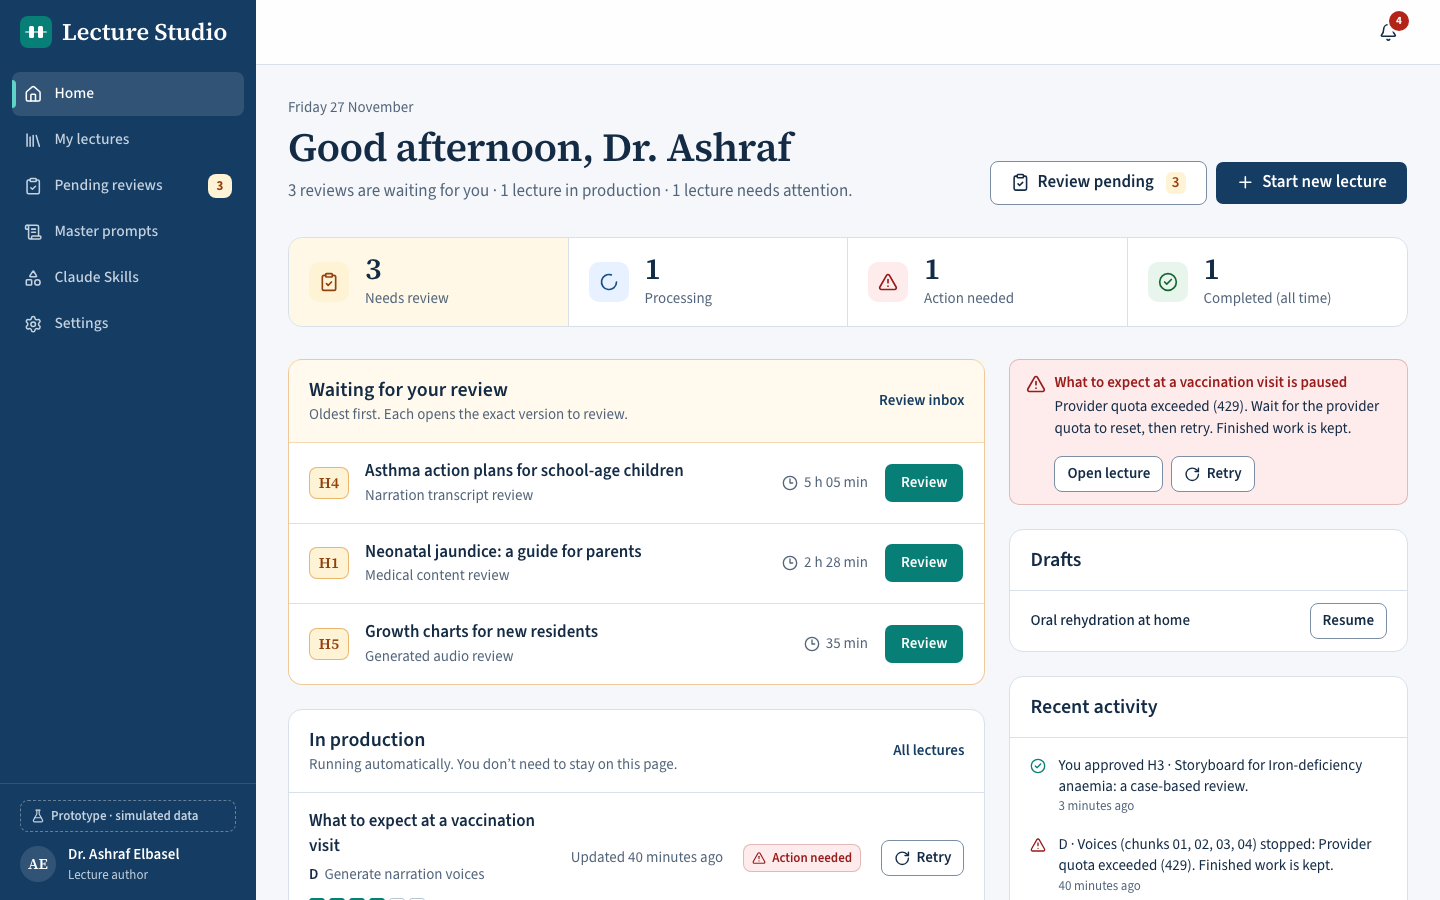 Lecture Studio
Home
My lectures
Pending reviews 3
Master prompts
Claude Skills
Settings
Prototype · simulated data
AE
Dr. Ashraf Elbasel
Lecture author
4
Friday 27 November
Good afternoon, Dr. Ashraf
3 reviews are waiting for you · 1 lecture in production · 1 lecture needs attention.
Review pending 3
Start new lecture
3
Needs review
1
Processing
1
Action needed
1
Completed (all time)
Waiting for your review
Oldest first. Each opens the exact version to review.
Review inbox
H4
Asthma action plans for school-age children
Narration transcript review
5 h 05 min
Review
H1
Neonatal jaundice: a guide for parents
Medical content review
2 h 28 min
Review
H5
Growth charts for new residents
Generated audio review
35 min
Review
In production
Running automatically. You don’t need to stay on this page.
All lectures
What to expect at a vaccination
visit
D Generate narration voices
Updated 40 minutes ago
Action needed
Retry
What to expect at a vaccination visit is paused
Provider quota exceeded (429). Wait for the provider
quota to reset, then retry. Finished work is kept.
Open lecture
Retry
Drafts
Oral rehydration at home
Resume
Recent activity
You approved H3 · Storyboard for Iron-deficiency
anaemia: a case-based review.
3 minutes ago
D · Voices (chunks 01, 02, 03, 04) stopped: Provider
quota exceeded (429). Finished work is kept.
40 minutes ago